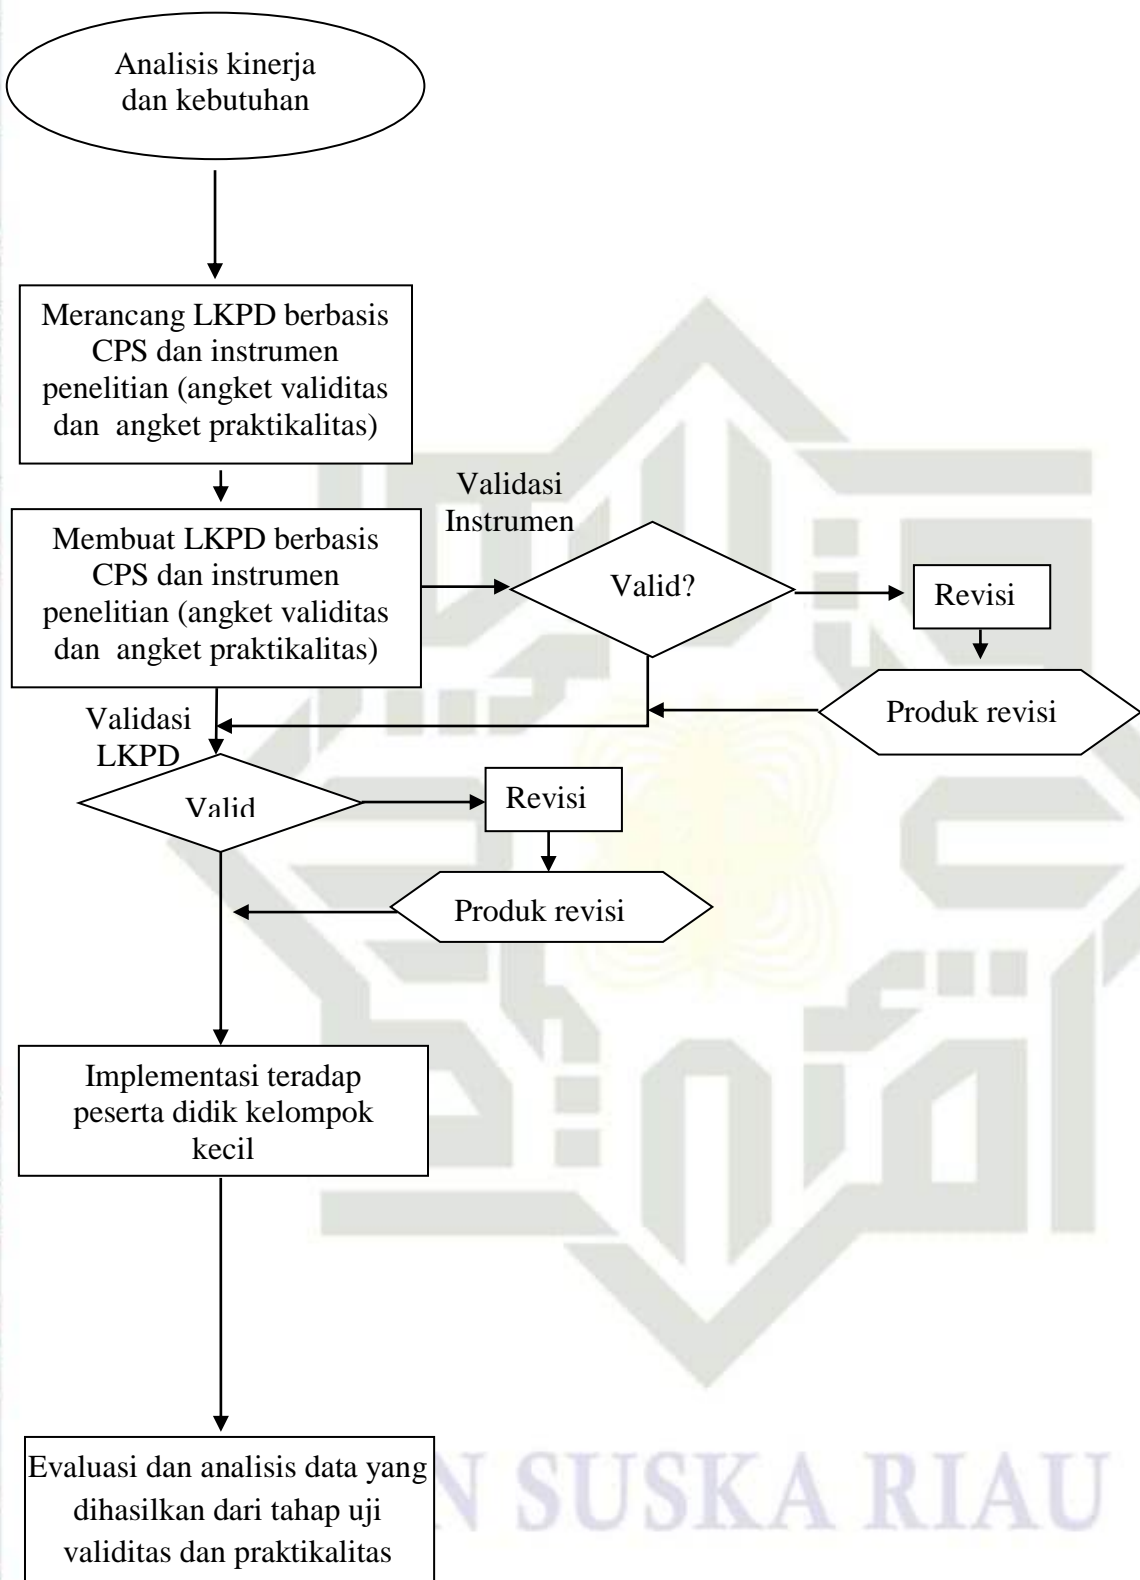 Analisis kinerja
dan kebutuhan
Merancang LKPD berbasis
CPS dan instrumen
penelitian (angket validitas
dan angket praktikalitas)
Membuat LKPD berbasis
CPS dan instrumen
penelitian (angket validitas
dan angket praktikalitas)
Validasi
Instrumen
Valid?
Revisi
Produk revisi
Validasi
LKPD
Valid
Revisi
Produk revisi
Implementasi teradap
peserta didik kelompok
kecil
Evaluasi dan analisis data yang
dihasilkan dari tahap uji
validitas dan praktikalitas
N SUSKA RIAU